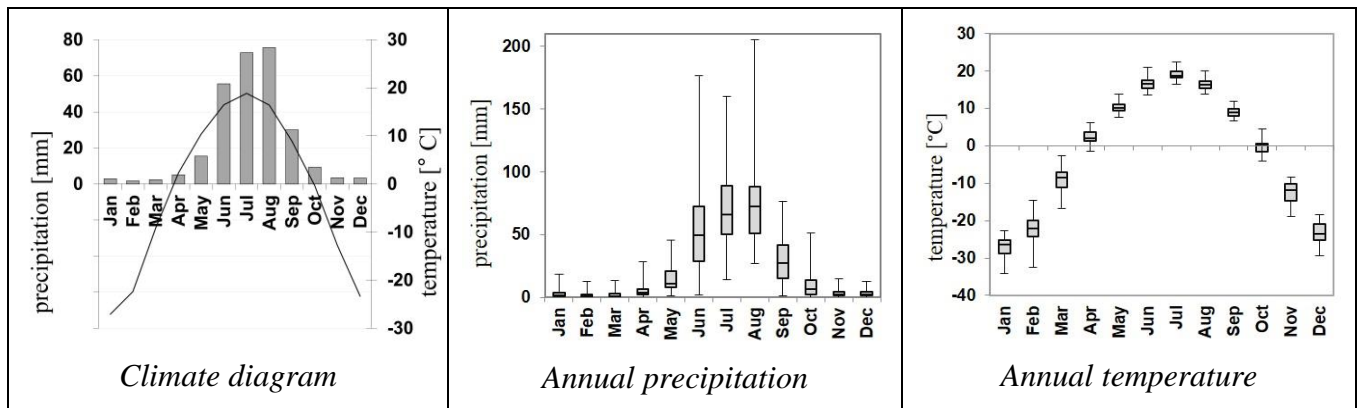 precipitation [mm]
80
60
40
20
0
Jan
Feb
Mar
Apr
May
Jun
Jul
Aug
Sep
Oct
Nov
Dec
30
20
10
0
-10
-20
-30
temperature [° C]
Climate diagram
precipitation [mm]
200
150
100
50
0
Jan
Feb
Mar
Apr
May
Jun
Jul
Aug
Sep
Oct
Nov
Dec
Annual precipitation
temperature [°C]
30
20
10
0
-10
-20
-30
-40
Jan
Feb
Mar
Apr
May
Jun
Jul
Aug
Sep
Oct
Nov
Dec
Annual temperature